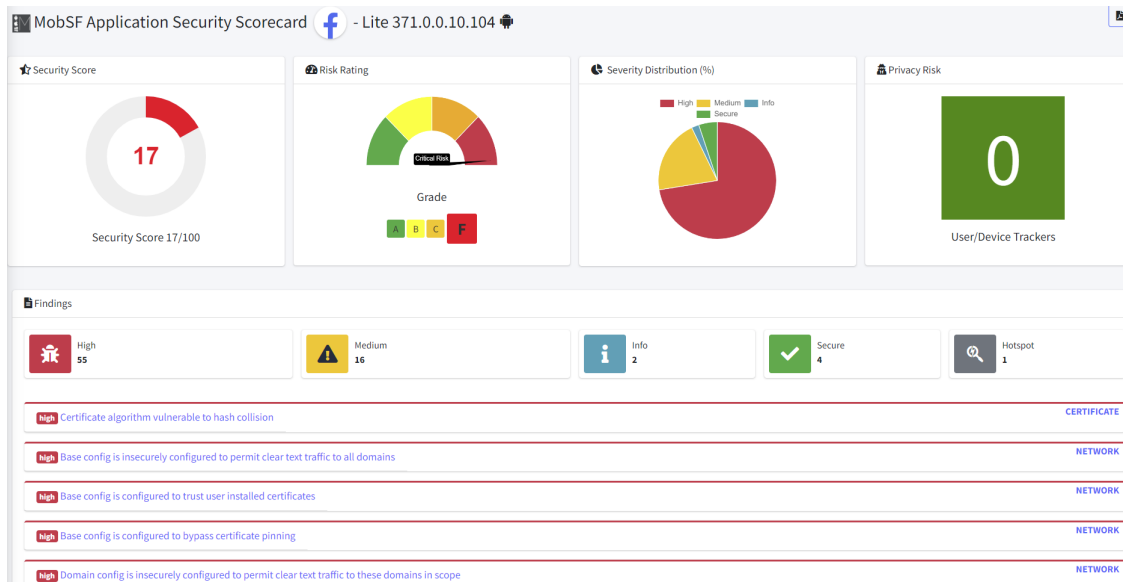 MobSF Application Security Scorecard - Lite 371.0.0.10.104
Security Score
17
Security Score 17/100
Risk Rating
Critical Risk
Grade
A B C F
Severity Distribution (%)
High Medium Info
Secure
Privacy Risk
0
User/Device Trackers
Findings
High
55
Medium
16
Info
2
Secure
4
Hotspot
1
high Certificate algorithm vulnerable to hash collision CERTIFICATE
high Base config is insecurely configured to permit clear text traffic to all domains NETWORK
high Base config is configured to trust user installed certificates NETWORK
high Base config is configured to bypass certificate pinning NETWORK
high Domain config is insecurely configured to permit clear text traffic to these domains in scope NETWORK